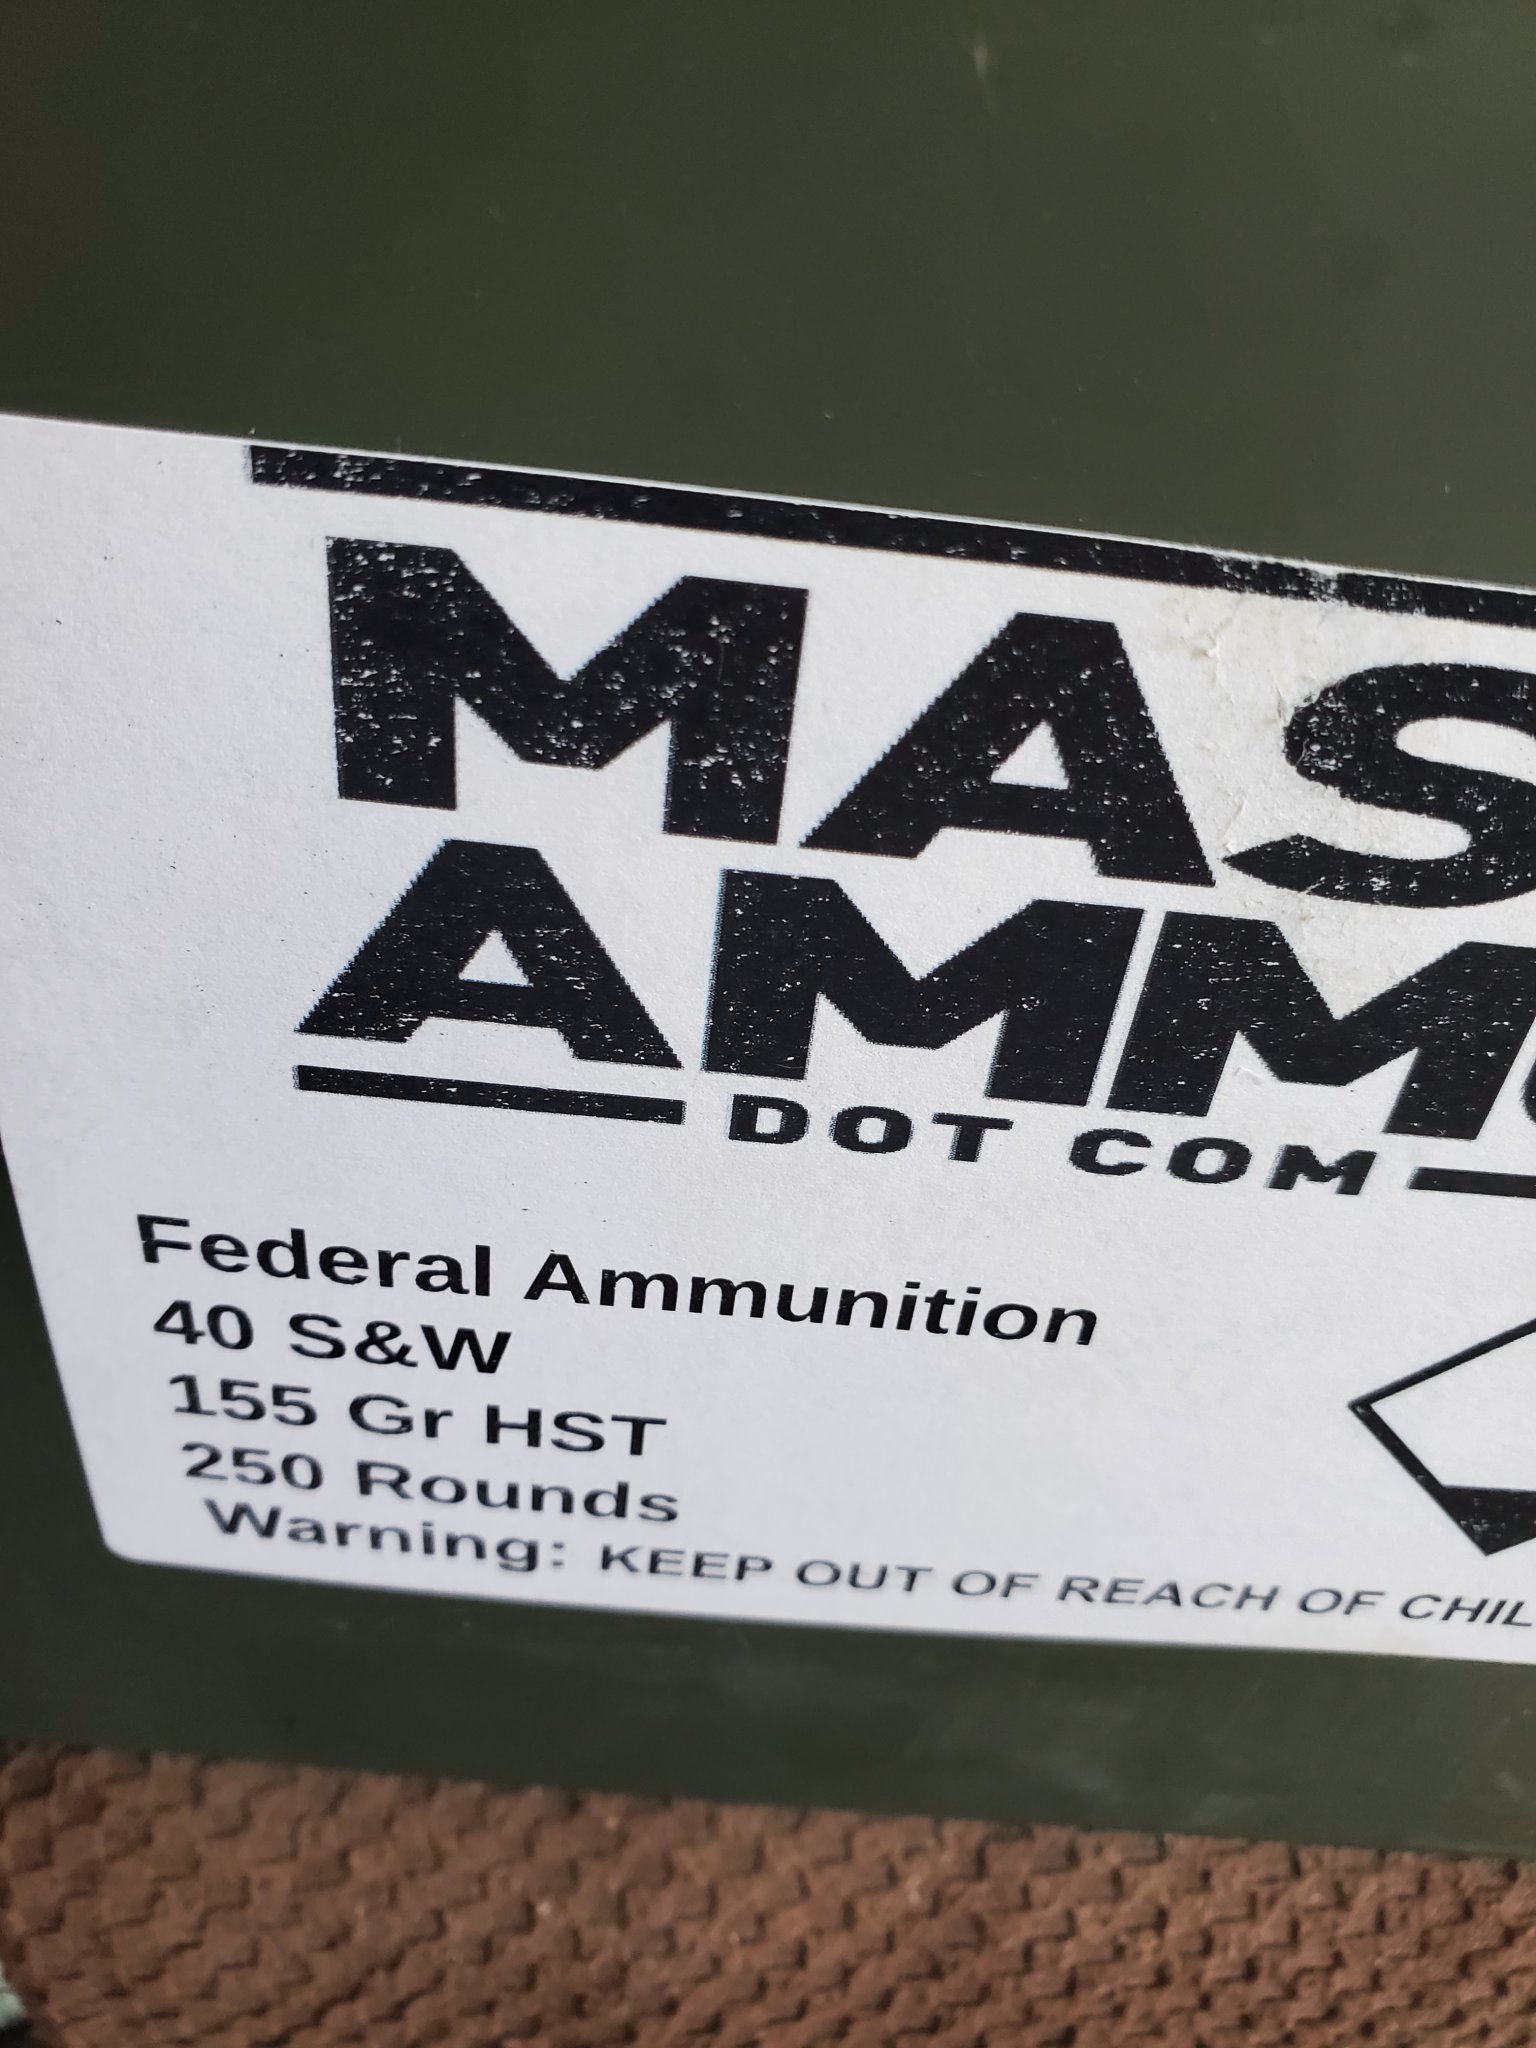 MAS
AMM
DOT COM
Federal Ammunition
40 S&W
155 Gr HST
250 Rounds
Warning: KEEP OUT OF REACH OF CHIL